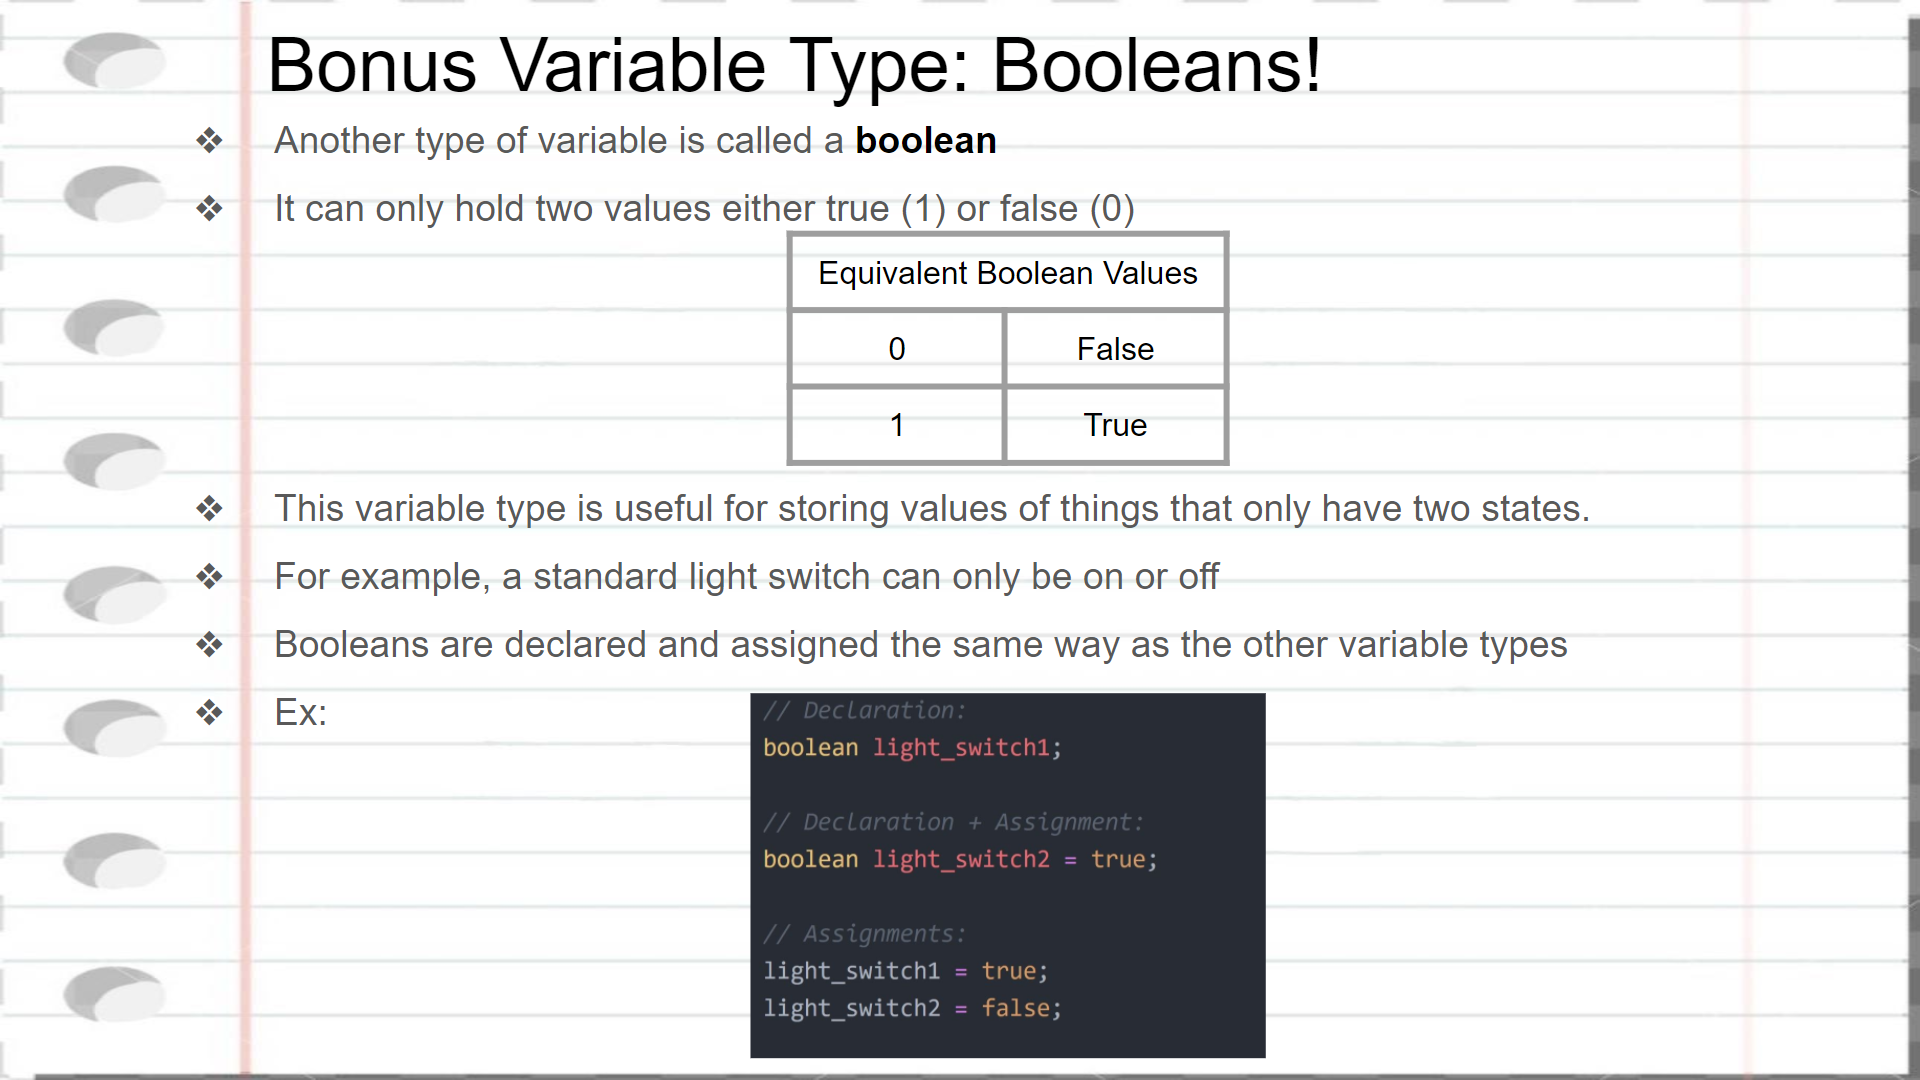 Bonus Variable Type: Booleans!
❖ Another type of variable is called a boolean
❖ It can only hold two values either true (1) or false (0)
Equivalent Boolean Values
0 False
1 True
❖ This variable type is useful for storing values of things that only have two states.
❖ For example, a standard light switch can only be on or off
❖ Booleans are declared and assigned the same way as the other variable types
❖ Ex:
// Declaration:
boolean light_switch1;
// Declaration + Assignment:
boolean light_switch2 = true;
// Assignments:
light_switch1 = true;
light_switch2 = false;